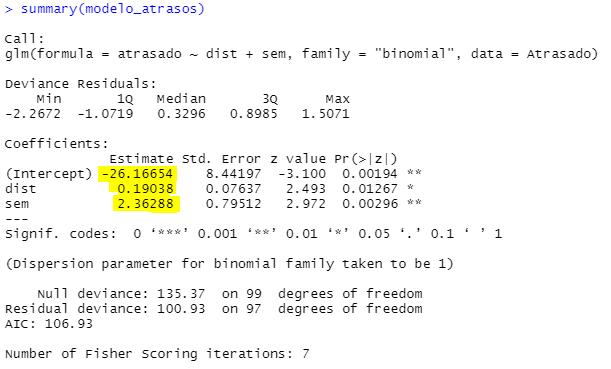 > summary(modelo_atrasos)
Call:
glm(formula = atrasado ~ dist + sem, family = "binomial", data = Atrasado)
Deviance Residuals:
Min 1Q Median 3Q Max
-2.2672 -1.0719 0.3296 0.8985 1.5071
Coefficients:
Estimate Std. Error z value Pr(>|z|)
(Intercept) -26.16654 8.44197 -3.100 0.00194 **
dist 0.19038 0.07637 2.493 0.01267 *
sem 2.36288 0.79512 2.972 0.00296 **
---
Signif. codes: 0 ‘***’ 0.001 ‘**’ 0.01 ‘*’ 0.05 ‘.’ 0.1 ‘ ’ 1
(Dispersion parameter for binomial family taken to be 1)
Null deviance: 135.37 on 99 degrees of freedom
Residual deviance: 100.93 on 97 degrees of freedom
AIC: 106.93
Number of Fisher Scoring iterations: 7